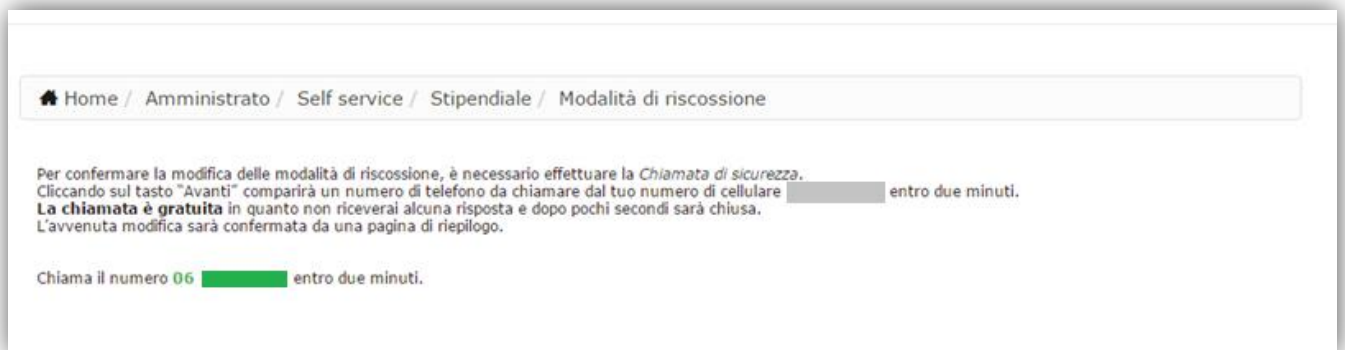 Home / Amministrato / Self service / Stipendiale / Modalità di riscossione
Per confermare la modifica delle modalità di riscossione, è necessario effettuare la Chiamata di sicurezza.
Cliccando sul tasto "Avanti" comparirà un numero di telefono da chiamare dal tuo numero di cellulare entro due minuti.
La chiamata è gratuita in quanto non riceverai alcuna risposta e dopo pochi secondi sarà chiusa.
L'avvenuta modifica sarà confermata da una pagina di riepilogo.
Chiama il numero 06 entro due minuti.